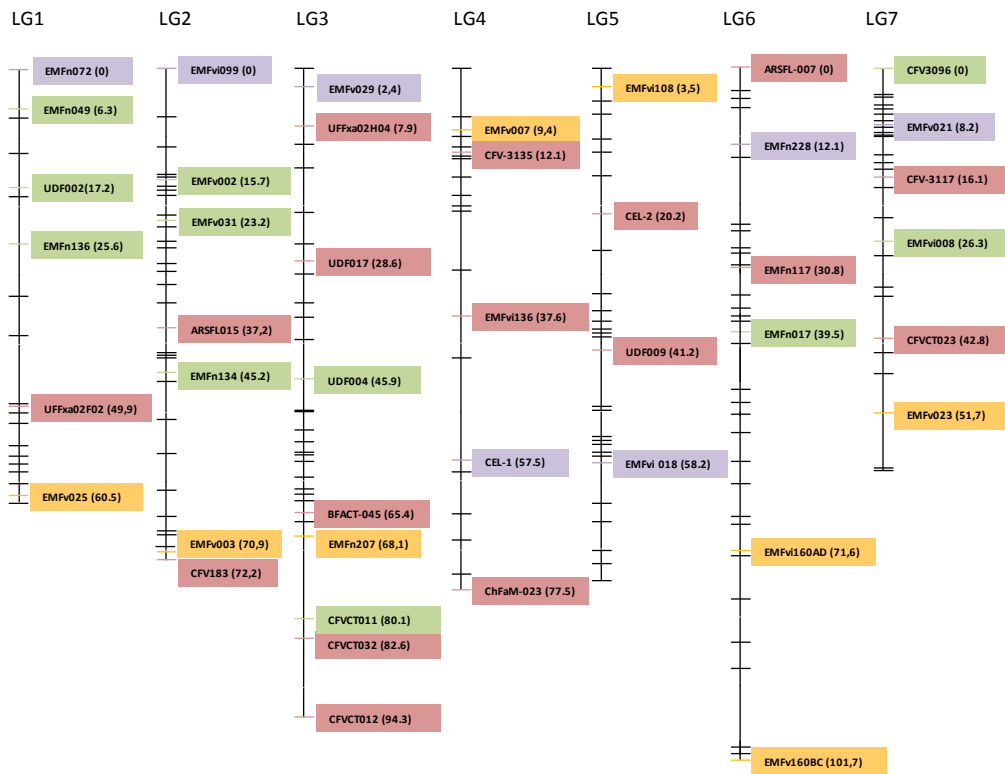 LG1
LG2
LG3
LG4
LG5
LG6
LG7
EMFn072 (0)
EMFn049 (6.3)
UDF002(17.2)
EMFn136 (25.6)
UFFxa02F02 (49,9)
EMFv025 (60.5)
EMFvi099 (0)
EMFv002 (15.7)
EMFv031 (23.2)
ARSFL015 (37,2)
EMFn134 (45.2)
EMFv003 (70,9)
CFV183 (72,2)
EMFv029 (2,4)
UFFxa02H04 (7.9)
UDF017 (28.6)
UDF004 (45.9)
BFACT-045 (65.4)
EMFn207 (68,1)
CFVCT011 (80.1)
CFVCT032 (82.6)
CFVCT012 (94.3)
EMFv007 (9,4)
CFV-3135 (12.1)
EMFvi136 (37.6)
CEL-1 (57.5)
ChFaM-023 (77.5)
EMFvi108 (3,5)
CEL-2 (20.2)
UDF009 (41.2)
EMFvi 018 (58.2)
ARSFL-007 (0)
EMFn228 (12.1)
EMFn117 (30.8)
EMFn017 (39.5)
EMFvi160AD (71,6)
EMFv160BC (101,7)
CFV3096 (0)
EMFv021 (8.2)
CFV-3117 (16.1)
EMFvi008 (26.3)
CFVCT023 (42.8)
EMFv023 (51,7)